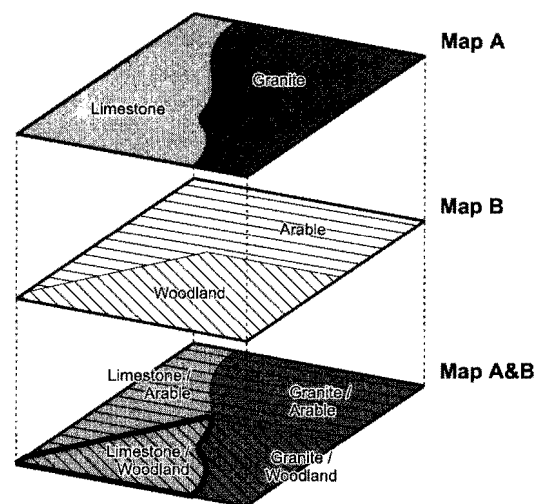 Map A
Granite
Limestone
Map B
Arable
Woodland
Map A&B
Limestone /
Arable
Granite /
Arable
Limestone /
Woodland
Granite /
Woodland